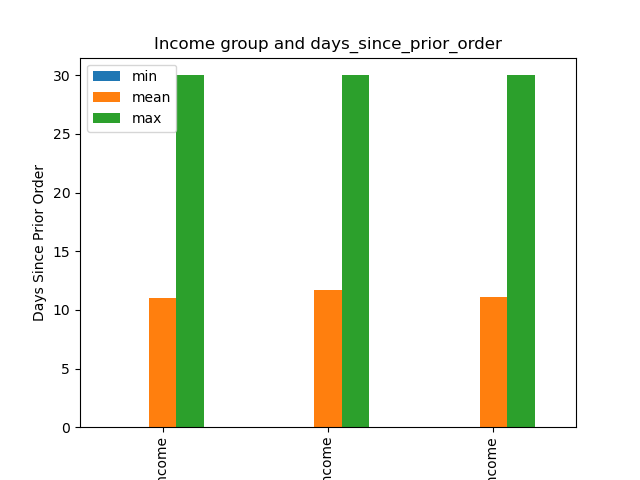 Income group and days_since_prior_order
min
mean
max
Days Since Prior Order
30
25
20
15
10
5
0
ncome
ncome
ncome